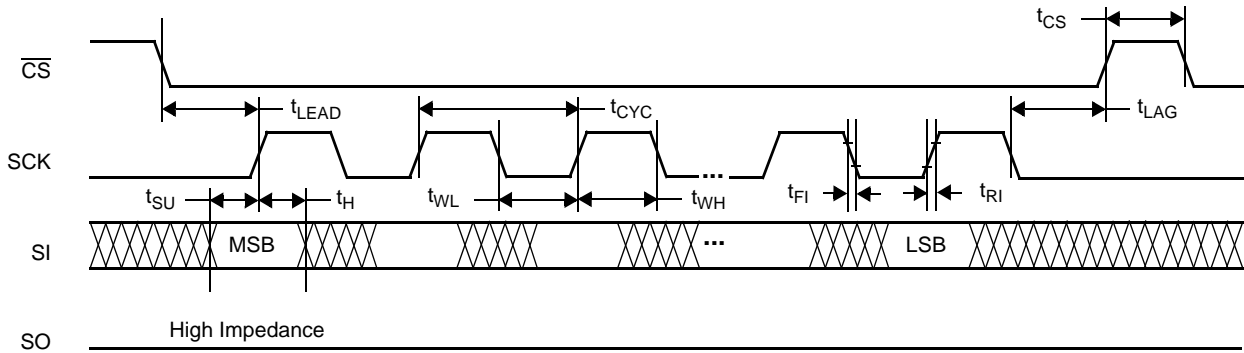 tCS
CS
tLEAD
tCYC
tLAG
SCK
...
tSU
tH
tWL
tWH
tFI
tRI
SI
MSB
...
LSB
High Impedance
SO